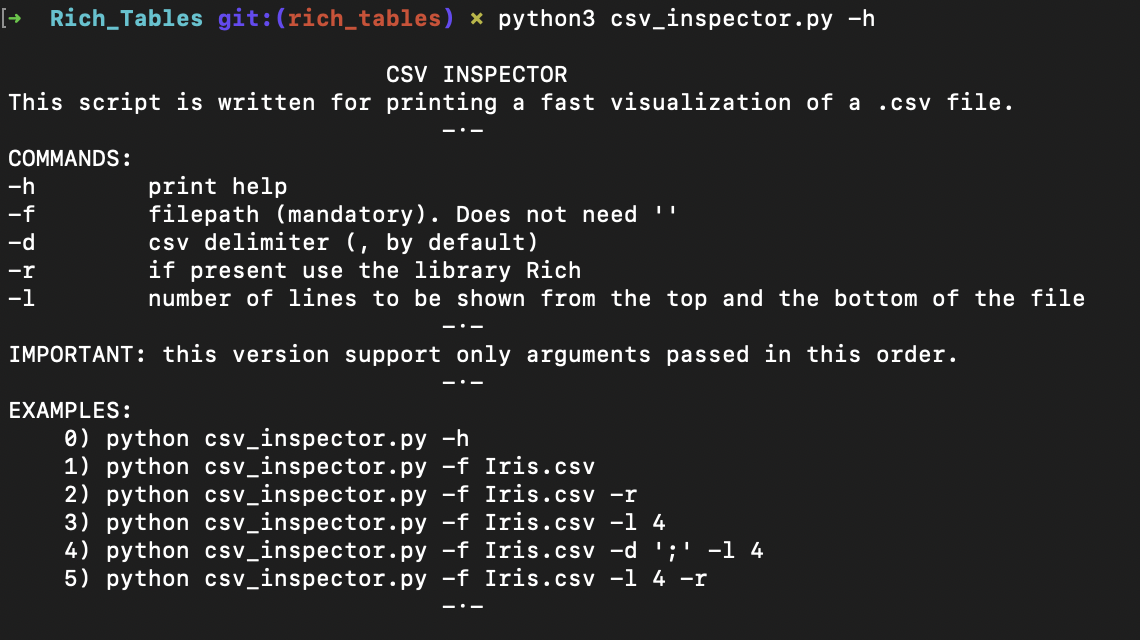 [➜  Rich_Tables git:(rich_tables) × python3 csv_inspector.py -h
CSV INSPECTOR
This script is written for printing a fast visualization of a .csv file.
-·-
COMMANDS:
-h        print help
-f        filepath (mandatory). Does not need ''
-d        csv delimiter (, by default)
-r        if present use the library Rich
-l        number of lines to be shown from the top and the bottom of the file
-·-
IMPORTANT: this version support only arguments passed in this order.
-·-
EXAMPLES:
    0) python csv_inspector.py -h
    1) python csv_inspector.py -f Iris.csv
    2) python csv_inspector.py -f Iris.csv -r
    3) python csv_inspector.py -f Iris.csv -l 4
    4) python csv_inspector.py -f Iris.csv -d ';' -l 4
    5) python csv_inspector.py -f Iris.csv -l 4 -r
-·-